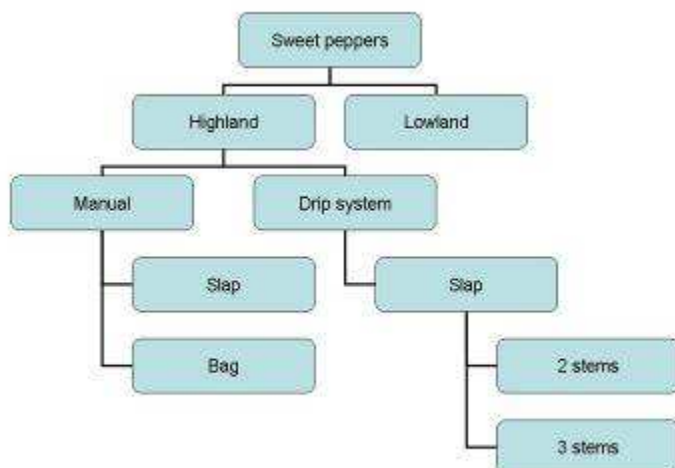 Sweet peppers
Highland
Lowland
Manual
Drip system
Slap
Slap
Bag
2 stems
3 stems